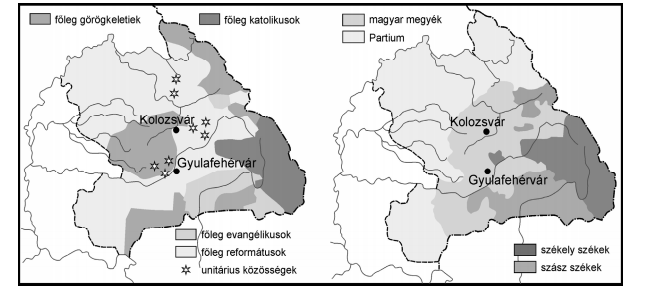 főleg görögkeletiek
főleg katolikusok
Kolozsvár
Gyulafehérvár
főleg evangélikusok
főleg reformátusok
unitárius közösségek
magyar megyék
Partium
Kolozsvár
Gyulafehérvár
székely székek
szász székek